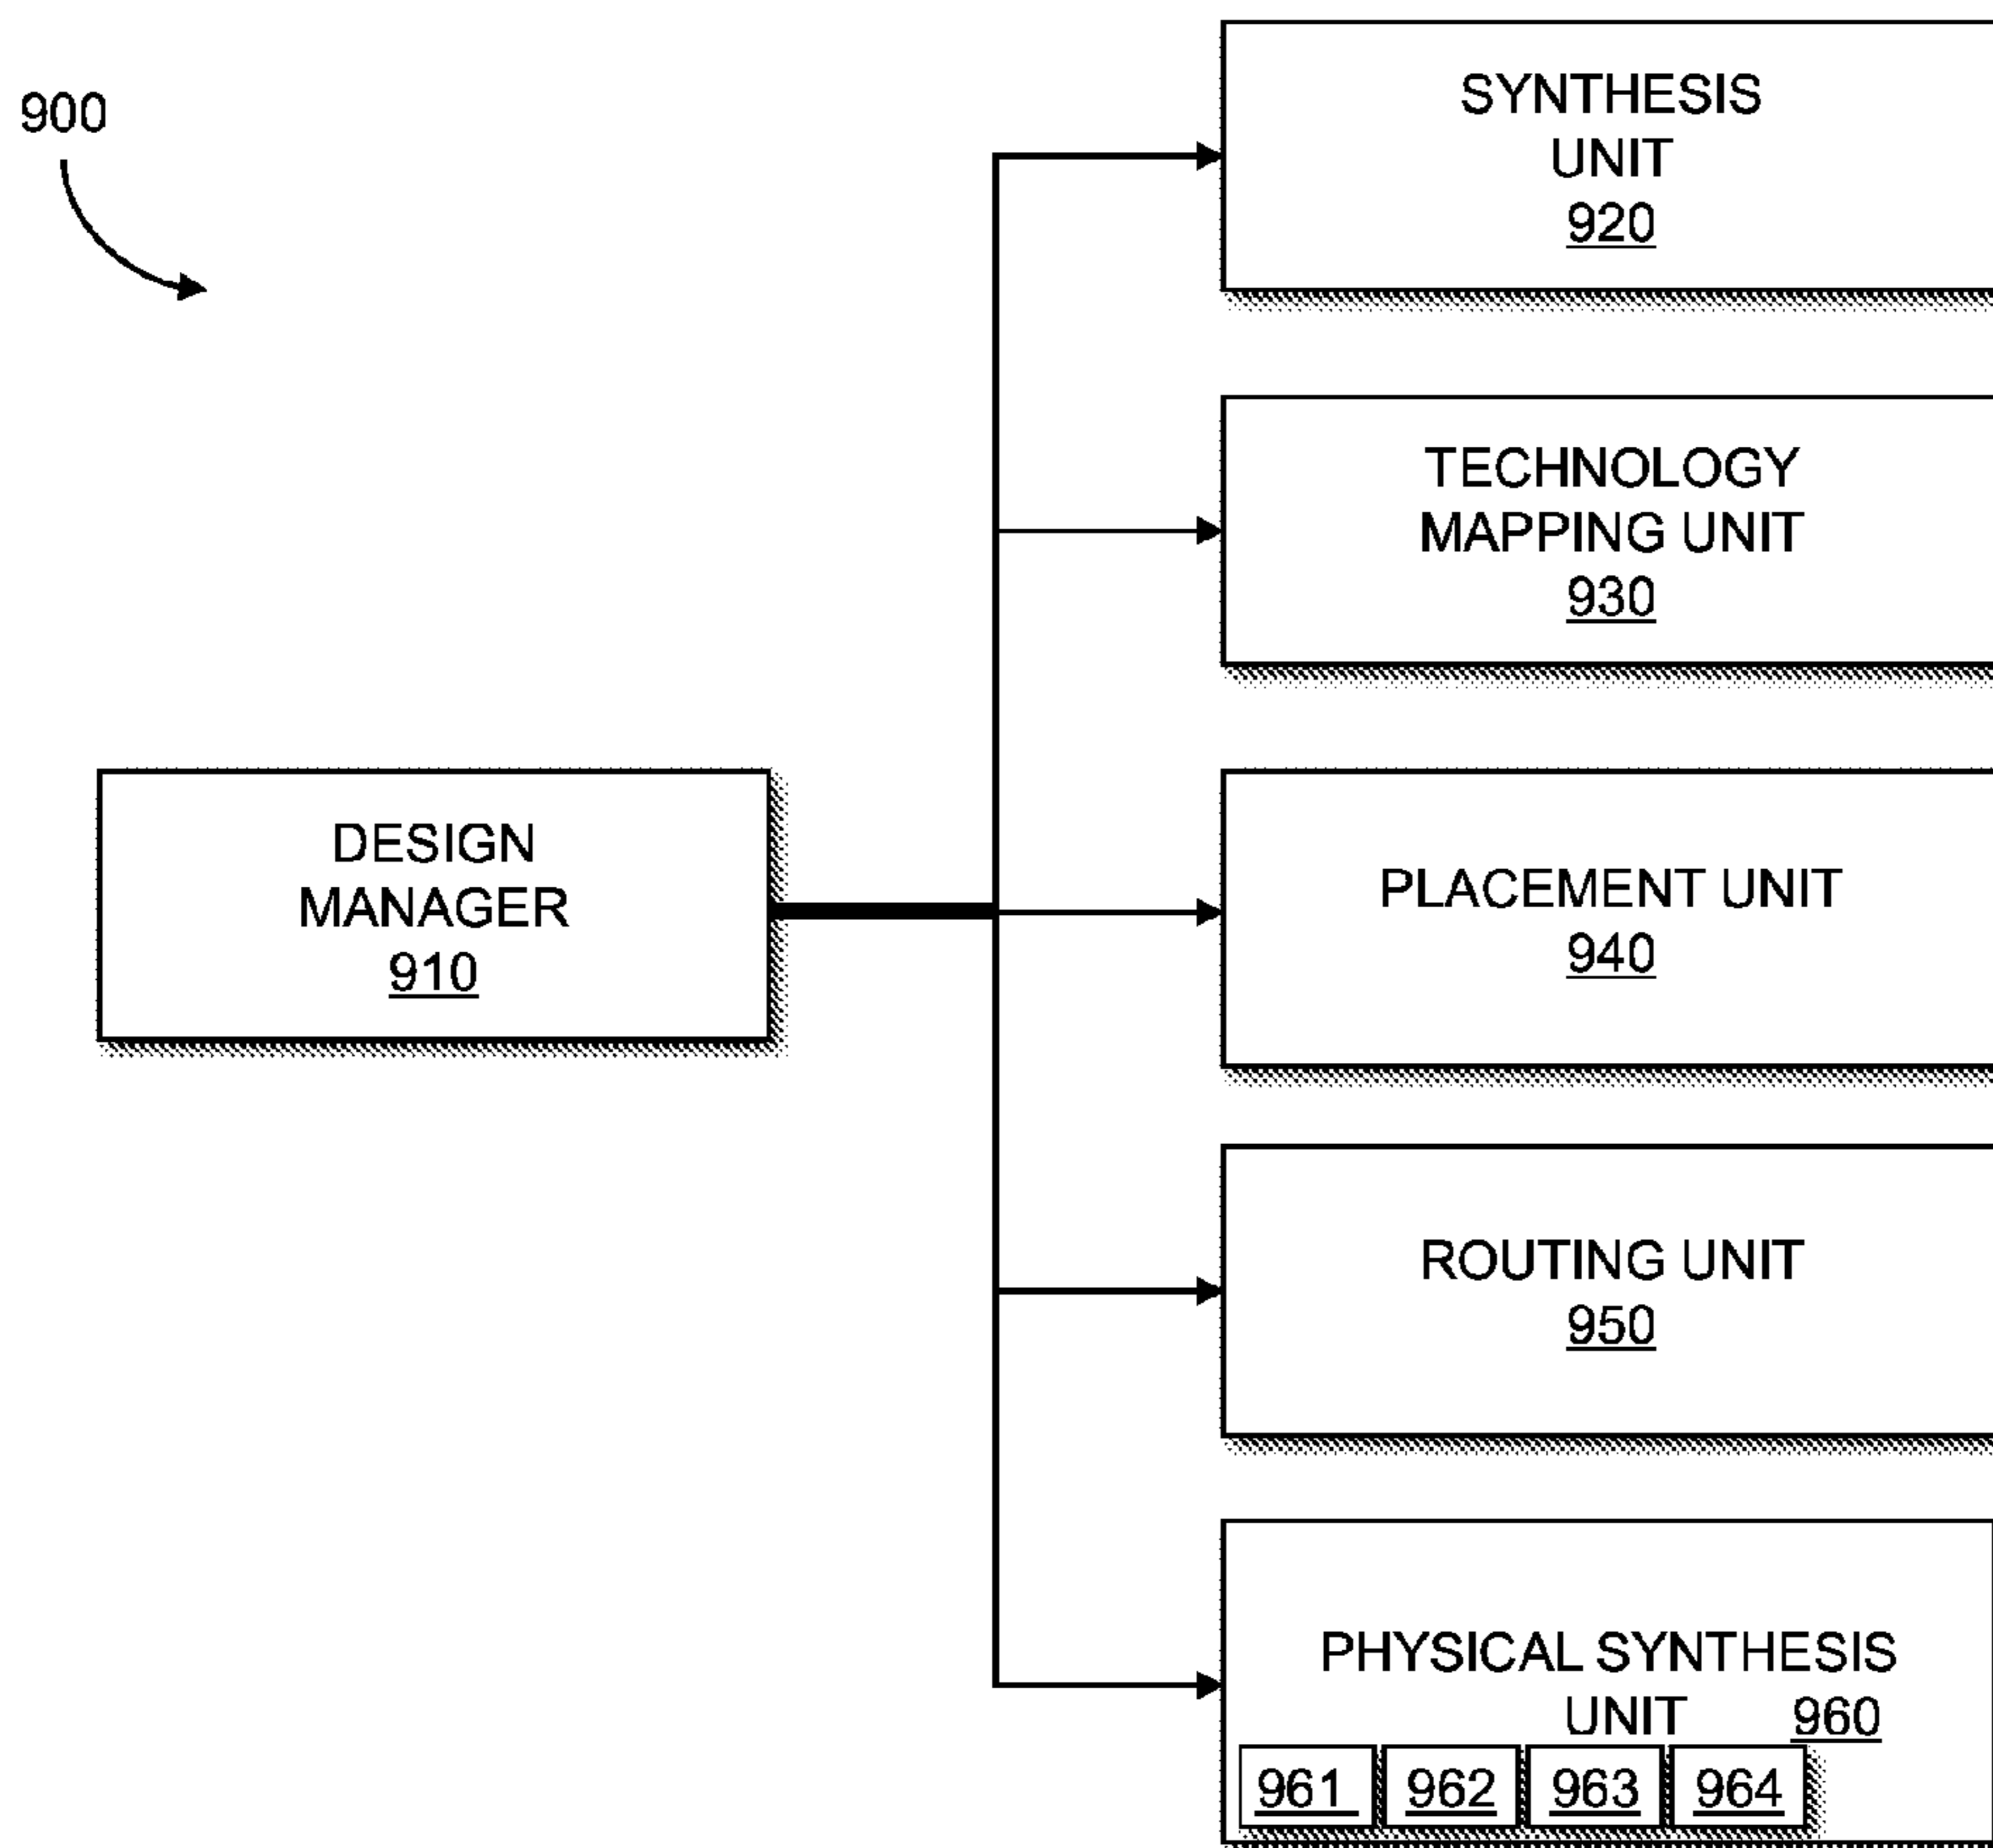 900
SYNTHESIS
UNIT
920
TECHNOLOGY
MAPPING UNIT
930
DESIGN
MANAGER
910
PLACEMENT UNIT
940
ROUTING UNIT
950
PHYSICAL SYNTHESIS
UNIT 960
961 962 963 964